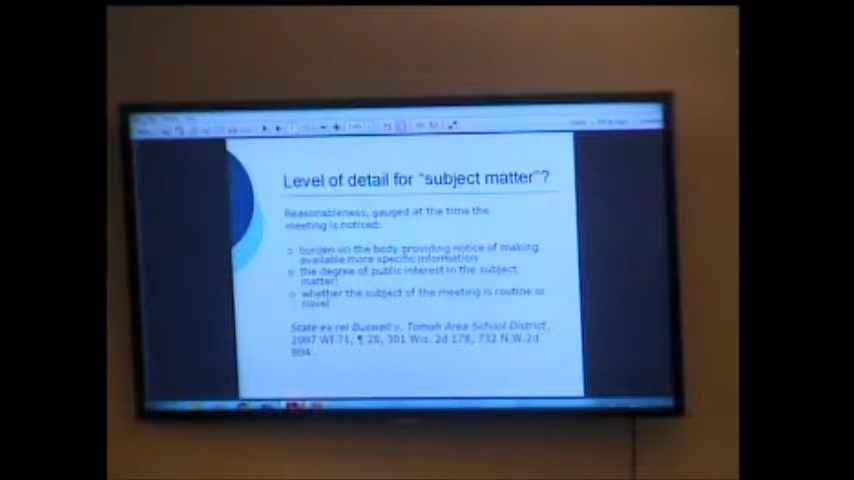 Level of detail for “subject matter”?
Reasonableness, gauged at the time the
meeting is noticed:
burden on the body providing notice of making
available more specific information
the degree of public interest in the subject
matter
whether the subject of the meeting is routine or
novel
State ex rel Buswell v. Tomah Area School District,
2007 WI 71, ¶ 28, 301 Wis. 2d 178, 732 N.W.2d
804.